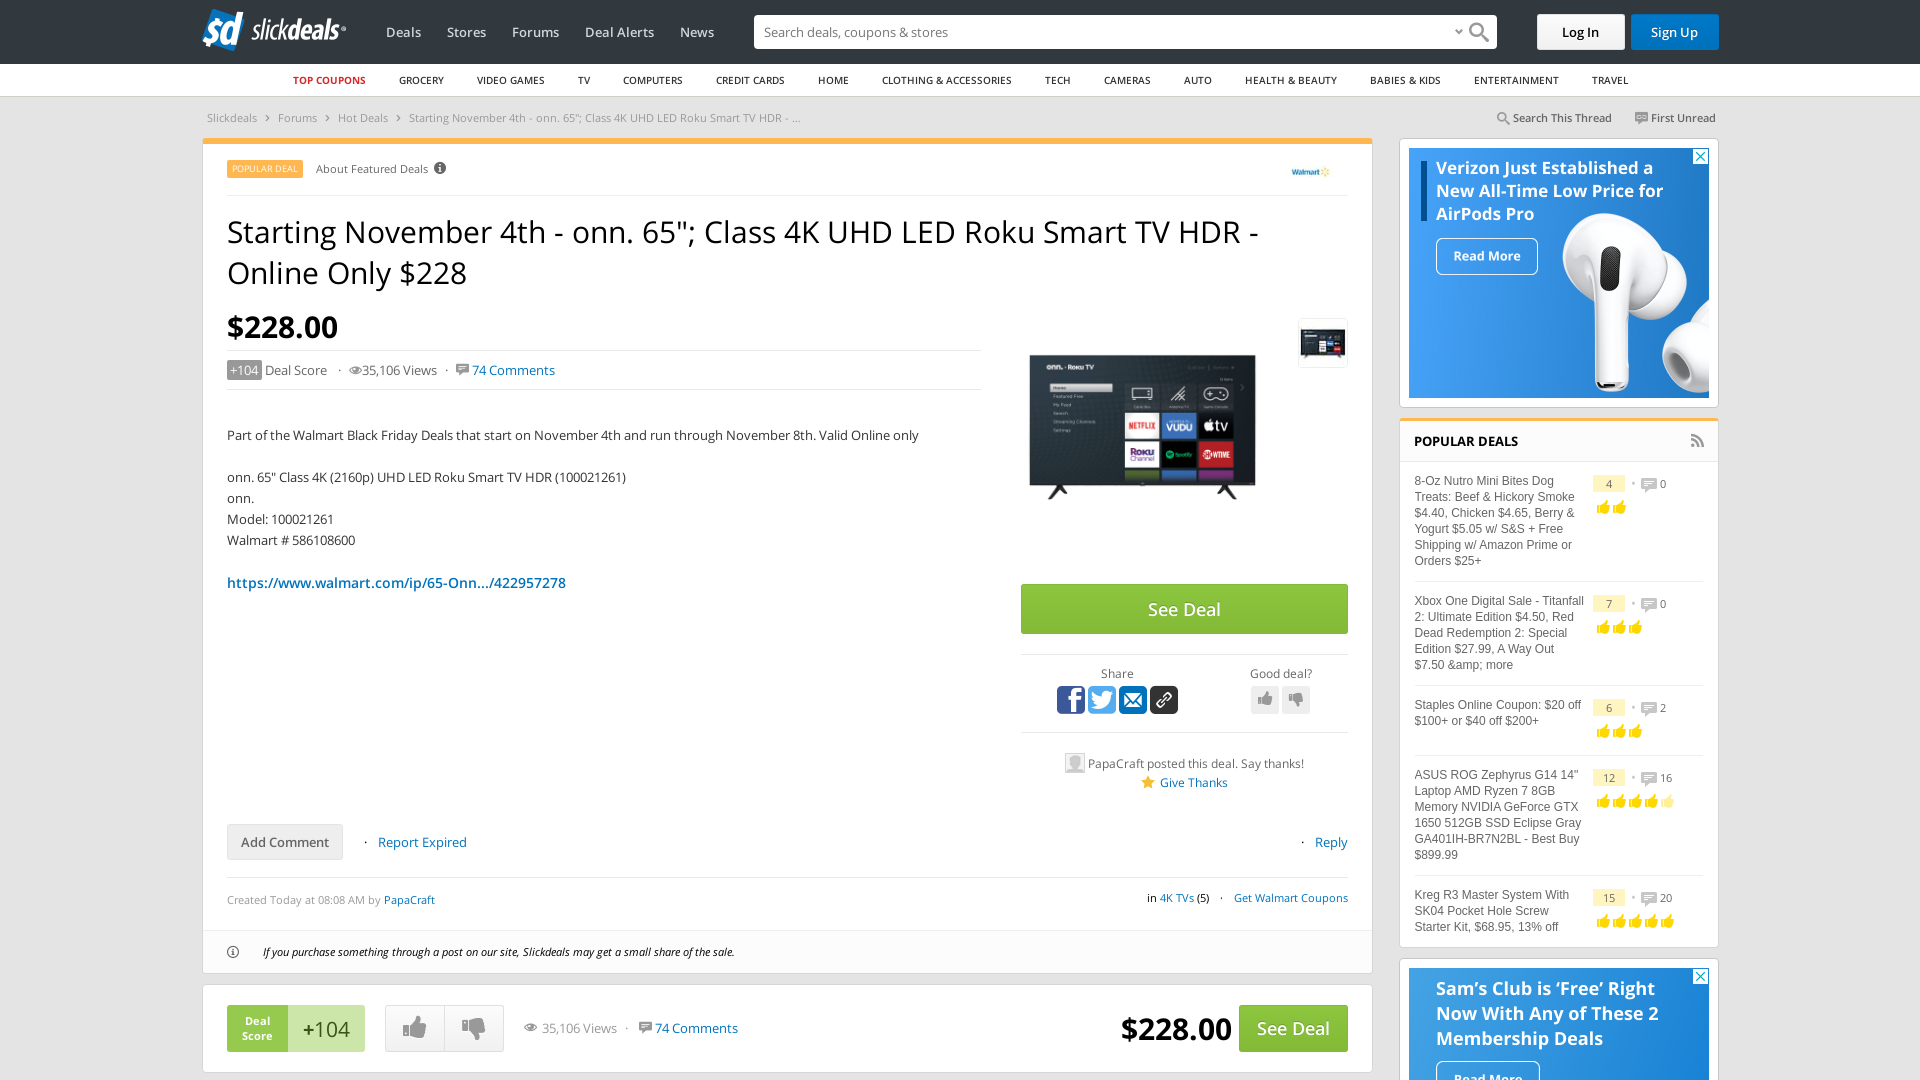 sd slickdeals
Deals
Stores
Forums
Deal Alerts
News
Search deals, coupons & stores
Log In
Sign Up
TOP COUPONS
GROCERY
VIDEO GAMES
TV
COMPUTERS
CREDIT CARDS
HOME
CLOTHING & ACCESSORIES
TECH
CAMERAS
AUTO
HEALTH & BEAUTY
BABIES & KIDS
ENTERTAINMENT
TRAVEL
Slickdeals > Forums > Hot Deals > Starting November 4th - onn. 65"; Class 4K UHD LED Roku Smart TV HDR - ...
Search This Thread
First Unread
POPULAR DEAL
About Featured Deals
Walmart
Starting November 4th - onn. 65"; Class 4K UHD LED Roku Smart TV HDR -
Online Only $228
$228.00
+104 Deal Score · 35,106 Views · 74 Comments
Part of the Walmart Black Friday Deals that start on November 4th and run through November 8th. Valid Online only
onn. 65" Class 4K (2160p) UHD LED Roku Smart TV HDR (100021261)
onn.
Model: 100021261
Walmart # 586108600
https://www.walmart.com/ip/65-Onn.../422957278
onn. · Roku TV
Home
NETFLIX
VUDU
tv
Roku Channel
Spotify
SHOWTIME
See Deal
Share
Good deal?
PapaCraft posted this deal. Say thanks!
Give Thanks
Add Comment
· Report Expired
· Reply
Created Today at 08:08 AM by PapaCraft
in 4K TVs (5) · Get Walmart Coupons
If you purchase something through a post on our site, Slickdeals may get a small share of the sale.
Deal
Score
+104
35,106 Views · 74 Comments
$228.00
See Deal
Verizon Just Established a
New All-Time Low Price for
AirPods Pro
Read More
POPULAR DEALS
8-Oz Nutro Mini Bites Dog
Treats: Beef & Hickory Smoke
$4.40, Chicken $4.65, Berry &
Yogurt $5.05 w/ S&S + Free
Shipping w/ Amazon Prime or
Orders $25+
4 • 0
Xbox One Digital Sale - Titanfall
2: Ultimate Edition $4.50, Red
Dead Redemption 2: Special
Edition $27.99, A Way Out
$7.50 &amp; more
7 • 0
Staples Online Coupon: $20 off
$100+ or $40 off $200+
6 • 2
ASUS ROG Zephyrus G14 14"
Laptop AMD Ryzen 7 8GB
Memory NVIDIA GeForce GTX
1650 512GB SSD Eclipse Gray
GA401IH-BR7N2BL - Best Buy
$899.99
12 • 16
Kreg R3 Master System With
SK04 Pocket Hole Screw
Starter Kit, $68.95, 13% off
15 • 20
Sam's Club is 'Free' Right
Now With Any of These 2
Membership Deals
Read More